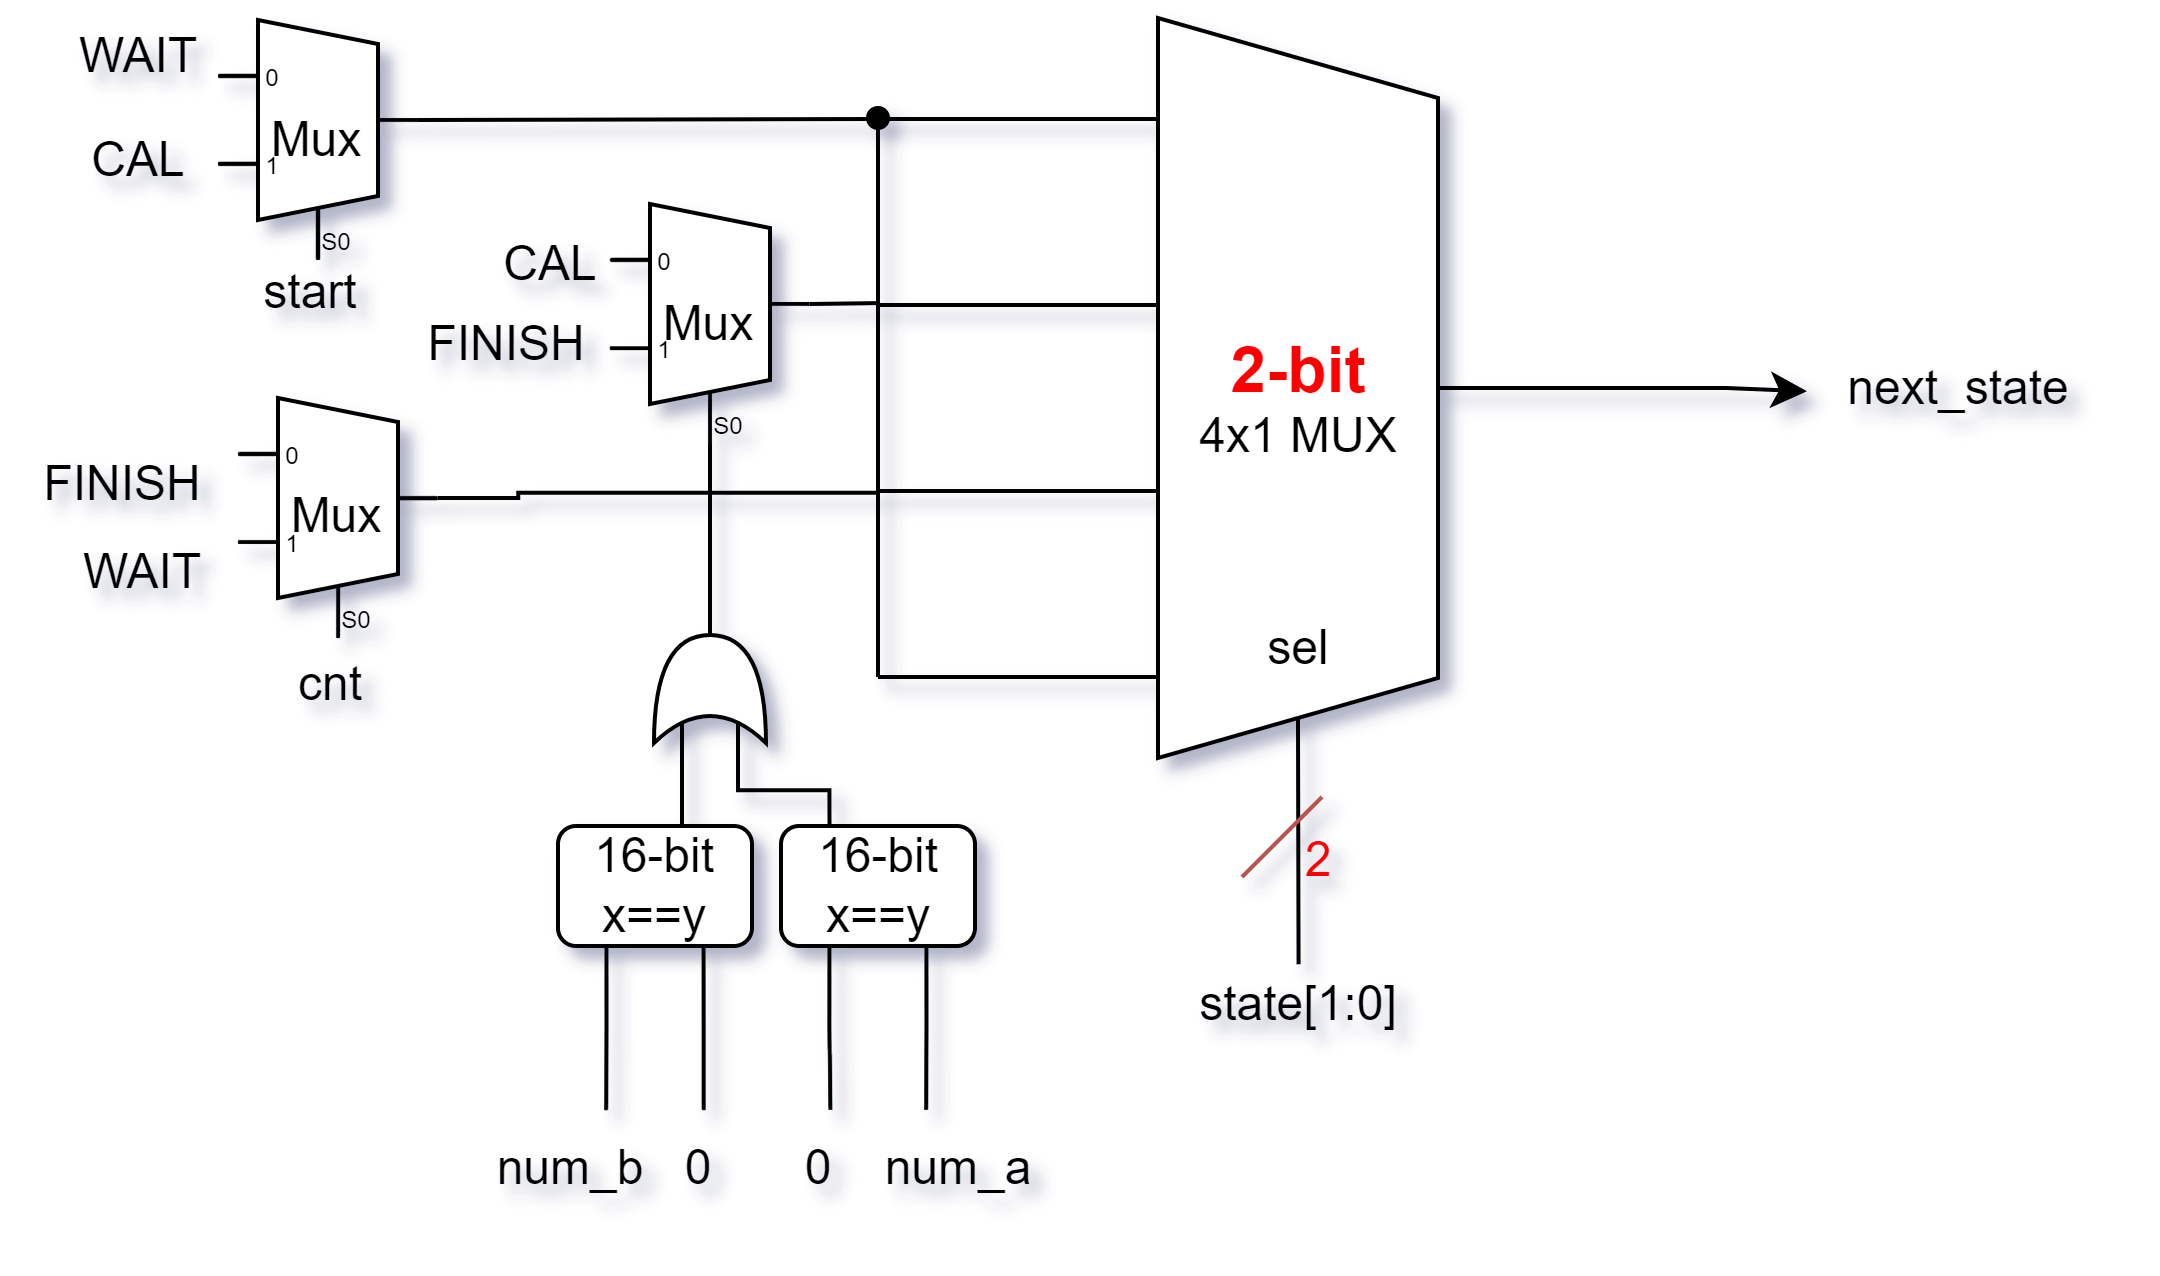 WAIT
0
Mux
CAL
1
S0
start
CAL
0
Mux
FINISH
1
S0
FINISH
0
Mux
1
WAIT
S0
cnt
2-bit
4x1 MUX
sel
next_state
16-bit
x==y
16-bit
x==y
2
state[1:0]
num_b 0 0 num_a